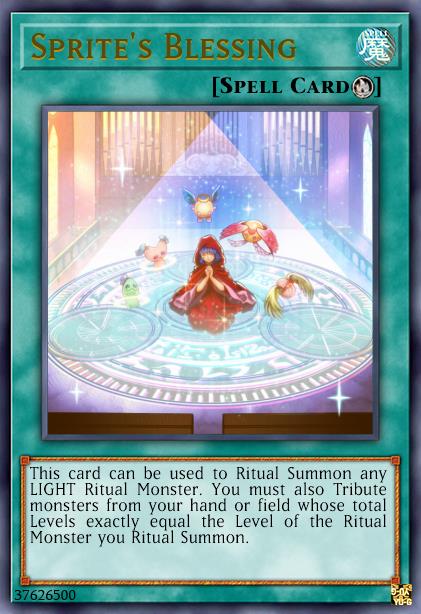 Sprite's Blessing
SPELL
魔
[Spell Card]
This card can be used to Ritual Summon any
LIGHT Ritual Monster. You must also Tribute
monsters from your hand or field whose total
Levels exactly equal the Level of the Ritual
Monster you Ritual Summon.
37626500